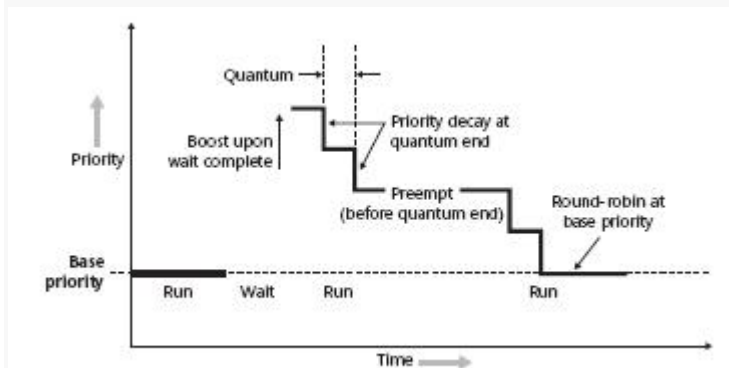 Quantum
Boost upon
wait complete
Priority decay at
quantum end
Priority
Preempt
(before quantum end)
Round-robin at
base priority
Base
priority
Run
Wait
Run
Run
Time